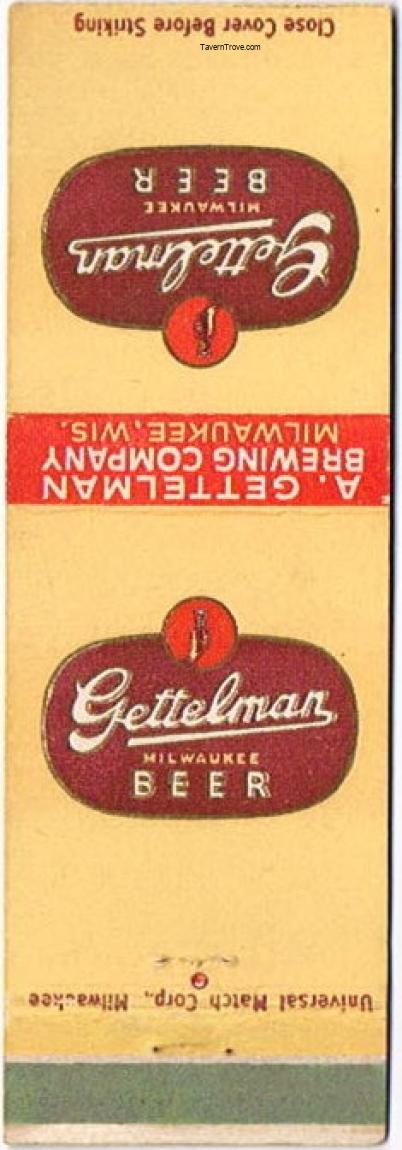 Close Cover Before Striking
TavernTrove.com
Gettelman
MILWAUKEE
BEER
A. GETTELMAN
BREWING COMPANY
MILWAUKEE, WIS.
Gettelman
MILWAUKEE
BEER
Universal Match Corp., Milwaukee